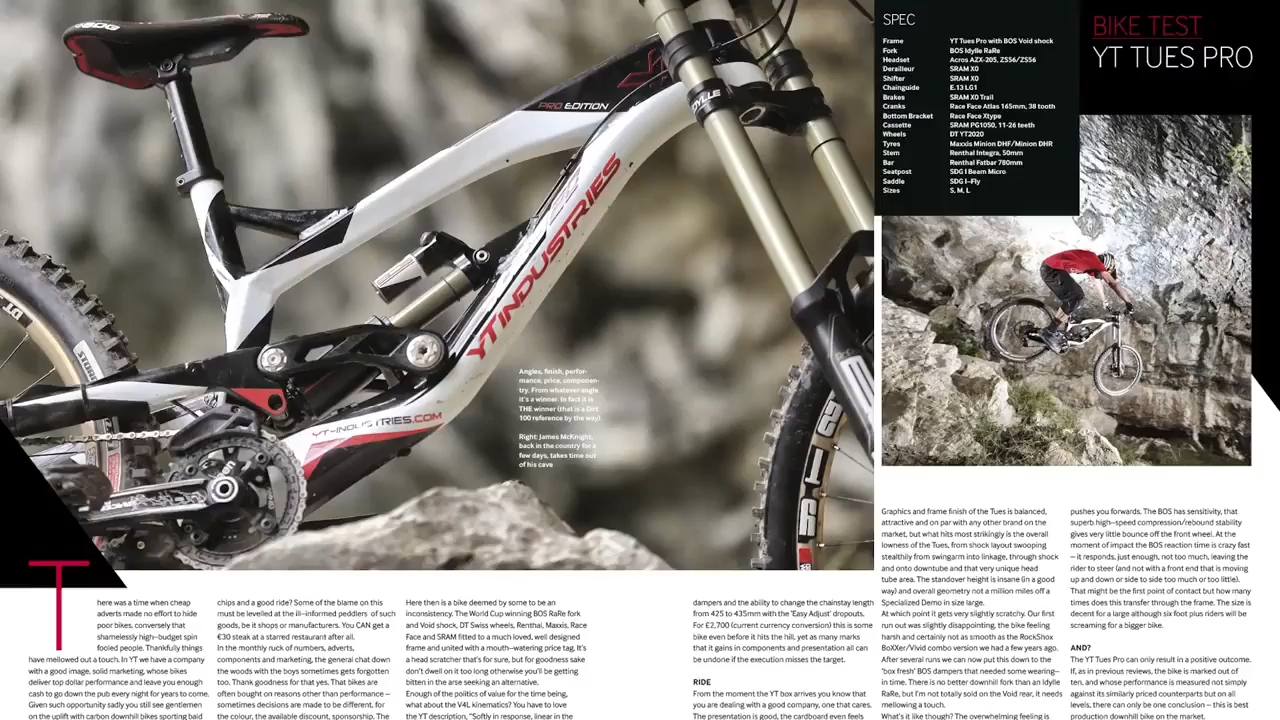 SDG
PRO EDITION
IDYLLE
YT INDUSTRIES
YT-INDUSTRIES.COM
DT
Angles, finish, perfor-
mance, price, componen-
try. From whatever angle
it's a winner. In fact it is
THE winner (that is a Dirt
100 reference by the way).
Right: James McKnight,
back in the country for a
few days, takes time out
of his cave
SPEC
Frame YT Tues Pro with BOS Void shock
Fork BOS Idylle RaRe
Headset Acros AZX-205, ZS56/ZS56
Derailleur SRAM X0
Shifter SRAM X0
Chainguide E.13 LG1
Brakes SRAM X0 Trail
Cranks Race Face Atlas 165mm, 38 tooth
Bottom Bracket Race Face Xtype
Cassette SRAM PG1050, 11-26 teeth
Wheels DT YT2020
Tyres Maxxis Minion DHF/Minion DHR
Stem Renthal Integra, 50mm
Bar Renthal Fatbar 780mm
Seatpost SDG I Beam Micro
Saddle SDG I-Fly
Sizes S, M, L
BIKE TEST
YT TUES PRO
There was a time when cheap
adverts made no effort to hide
poor bikes, conversely that
shamelessly high-budget spin
fooled people. Thankfully things
have mellowed out a touch. In YT we have a company
with a good image, solid marketing, whose bikes
deliver top dollar performance and leave you enough
cash to go down the pub every night for years to come.
Given such opportunity sadly you still see gentlemen
on the uplift with carbon downhill bikes sporting bald
chips and a good ride? Some of the blame on this
must be levelled at the ill-informed peddlers of such
goods, be it shops or manufacturers. You CAN get a
€30 steak at a starred restaurant after all.
In the monthly ruck of numbers, adverts,
components and marketing, the general chat down
the woods with the boys sometimes gets forgotten
too. Thank goodness for that yes. That bikes are
often bought on reasons other than performance –
sometimes decisions are made to be different, for
the colour, the available discount, sponsorship. The
Here then is a bike deemed by some to be an
inconsistency. The World Cup winning BOS RaRe fork
and Void shock, DT Swiss wheels, Renthal, Maxxis, Race
Face and SRAM fitted to a much loved, well designed
frame and united with a mouth-watering price tag. It's
a head scratcher that's for sure, but for goodness sake
don't dwell on it too long otherwise you'll be getting
bitten in the arse seeking an alternative.
Enough of the politics of value for the time being,
what about the V4L kinematics? You have to love
the YT description, "Softly in response, linear in the
dampers and the ability to change the chainstay length
from 425 to 435mm with the 'Easy Adjust' dropouts.
For £2,700 (current currency conversion) this is some
bike even before it hits the hill, yet as many marks
that it gains in components and presentation all can
be undone if the execution misses the target.
RIDE
From the moment the YT box arrives you know that
you are dealing with a good company, one that cares.
The presentation is good, the cardboard even feels
Graphics and frame finish of the Tues is balanced,
attractive and on par with any other brand on the
market, but what hits most strikingly is the overall
lowness of the Tues, from shock layout swooping
stealthily from swingarm into linkage, through shock
and onto downtube and that very unique head
tube area. The standover height is insane (in a good
way) and overall geometry not a million miles off a
Specialized Demo in size large.
At which point it gets very slightly scratchy. Our first
run out was slightly disappointing, the bike feeling
harsh and certainly not as smooth as the RockShox
BoXXer/Vivid combo version we had a few years ago.
After several runs we can now put this down to the
'box fresh' BOS dampers that needed some wearing-
in time. There is no better downhill fork than an Idylle
RaRe, but I'm not totally sold on the Void rear, it needs
mellowing a touch.
What's it like though? The overwhelming feeling is
pushes you forwards. The BOS has sensitivity, that
superb high-speed compression/rebound stability
gives very little bounce off the front wheel. At the
moment of impact the BOS reaction time is crazy fast
– it responds, just enough, not too much, leaving the
rider to steer (and not with a front end that is moving
up and down or side to side too much or too little).
That might be the first point of contact but how many
times does this transfer through the frame. The size is
decent for a large although six foot plus riders will be
screaming for a bigger bike.
AND?
The YT Tues Pro can only result in a positive outcome.
If, as in previous reviews, the bike is marked out of
ten, and whose performance is measured not simply
against its similarly priced counterparts but on all
levels, there can only be one conclusion – this is best
production downhill bike on the market.